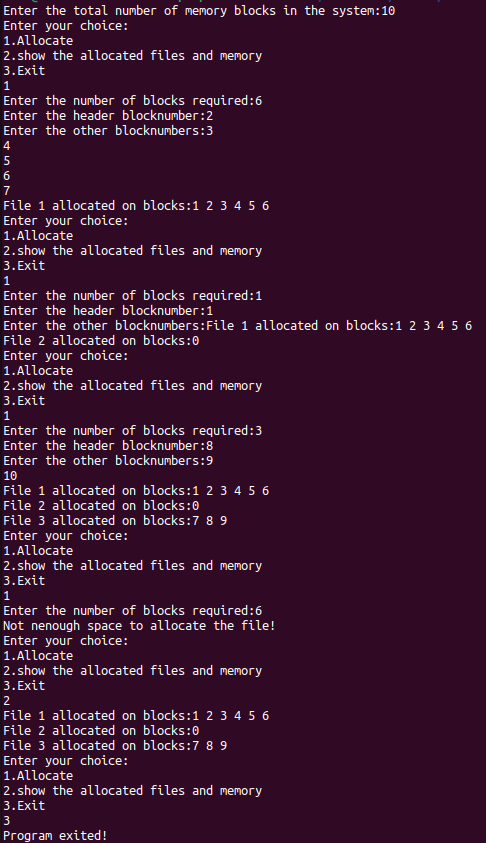 Enter the total number of memory blocks in the system:10
Enter your choice:
1.Allocate
2.show the allocated files and memory
3.Exit
1
Enter the number of blocks required:6
Enter the header blocknumber:2
Enter the other blocknumbers:3
4
5
6
7
File 1 allocated on blocks:1 2 3 4 5 6
Enter your choice:
1.Allocate
2.show the allocated files and memory
3.Exit
1
Enter the number of blocks required:1
Enter the header blocknumber:1
Enter the other blocknumbers:File 1 allocated on blocks:1 2 3 4 5 6
File 2 allocated on blocks:0
Enter your choice:
1.Allocate
2.show the allocated files and memory
3.Exit
1
Enter the number of blocks required:3
Enter the header blocknumber:8
Enter the other blocknumbers:9
10
File 1 allocated on blocks:1 2 3 4 5 6
File 2 allocated on blocks:0
File 3 allocated on blocks:7 8 9
Enter your choice:
1.Allocate
2.show the allocated files and memory
3.Exit
1
Enter the number of blocks required:6
Not nenough space to allocate the file!
Enter your choice:
1.Allocate
2.show the allocated files and memory
3.Exit
2
File 1 allocated on blocks:1 2 3 4 5 6
File 2 allocated on blocks:0
File 3 allocated on blocks:7 8 9
Enter your choice:
1.Allocate
2.show the allocated files and memory
3.Exit
3
Program exited!